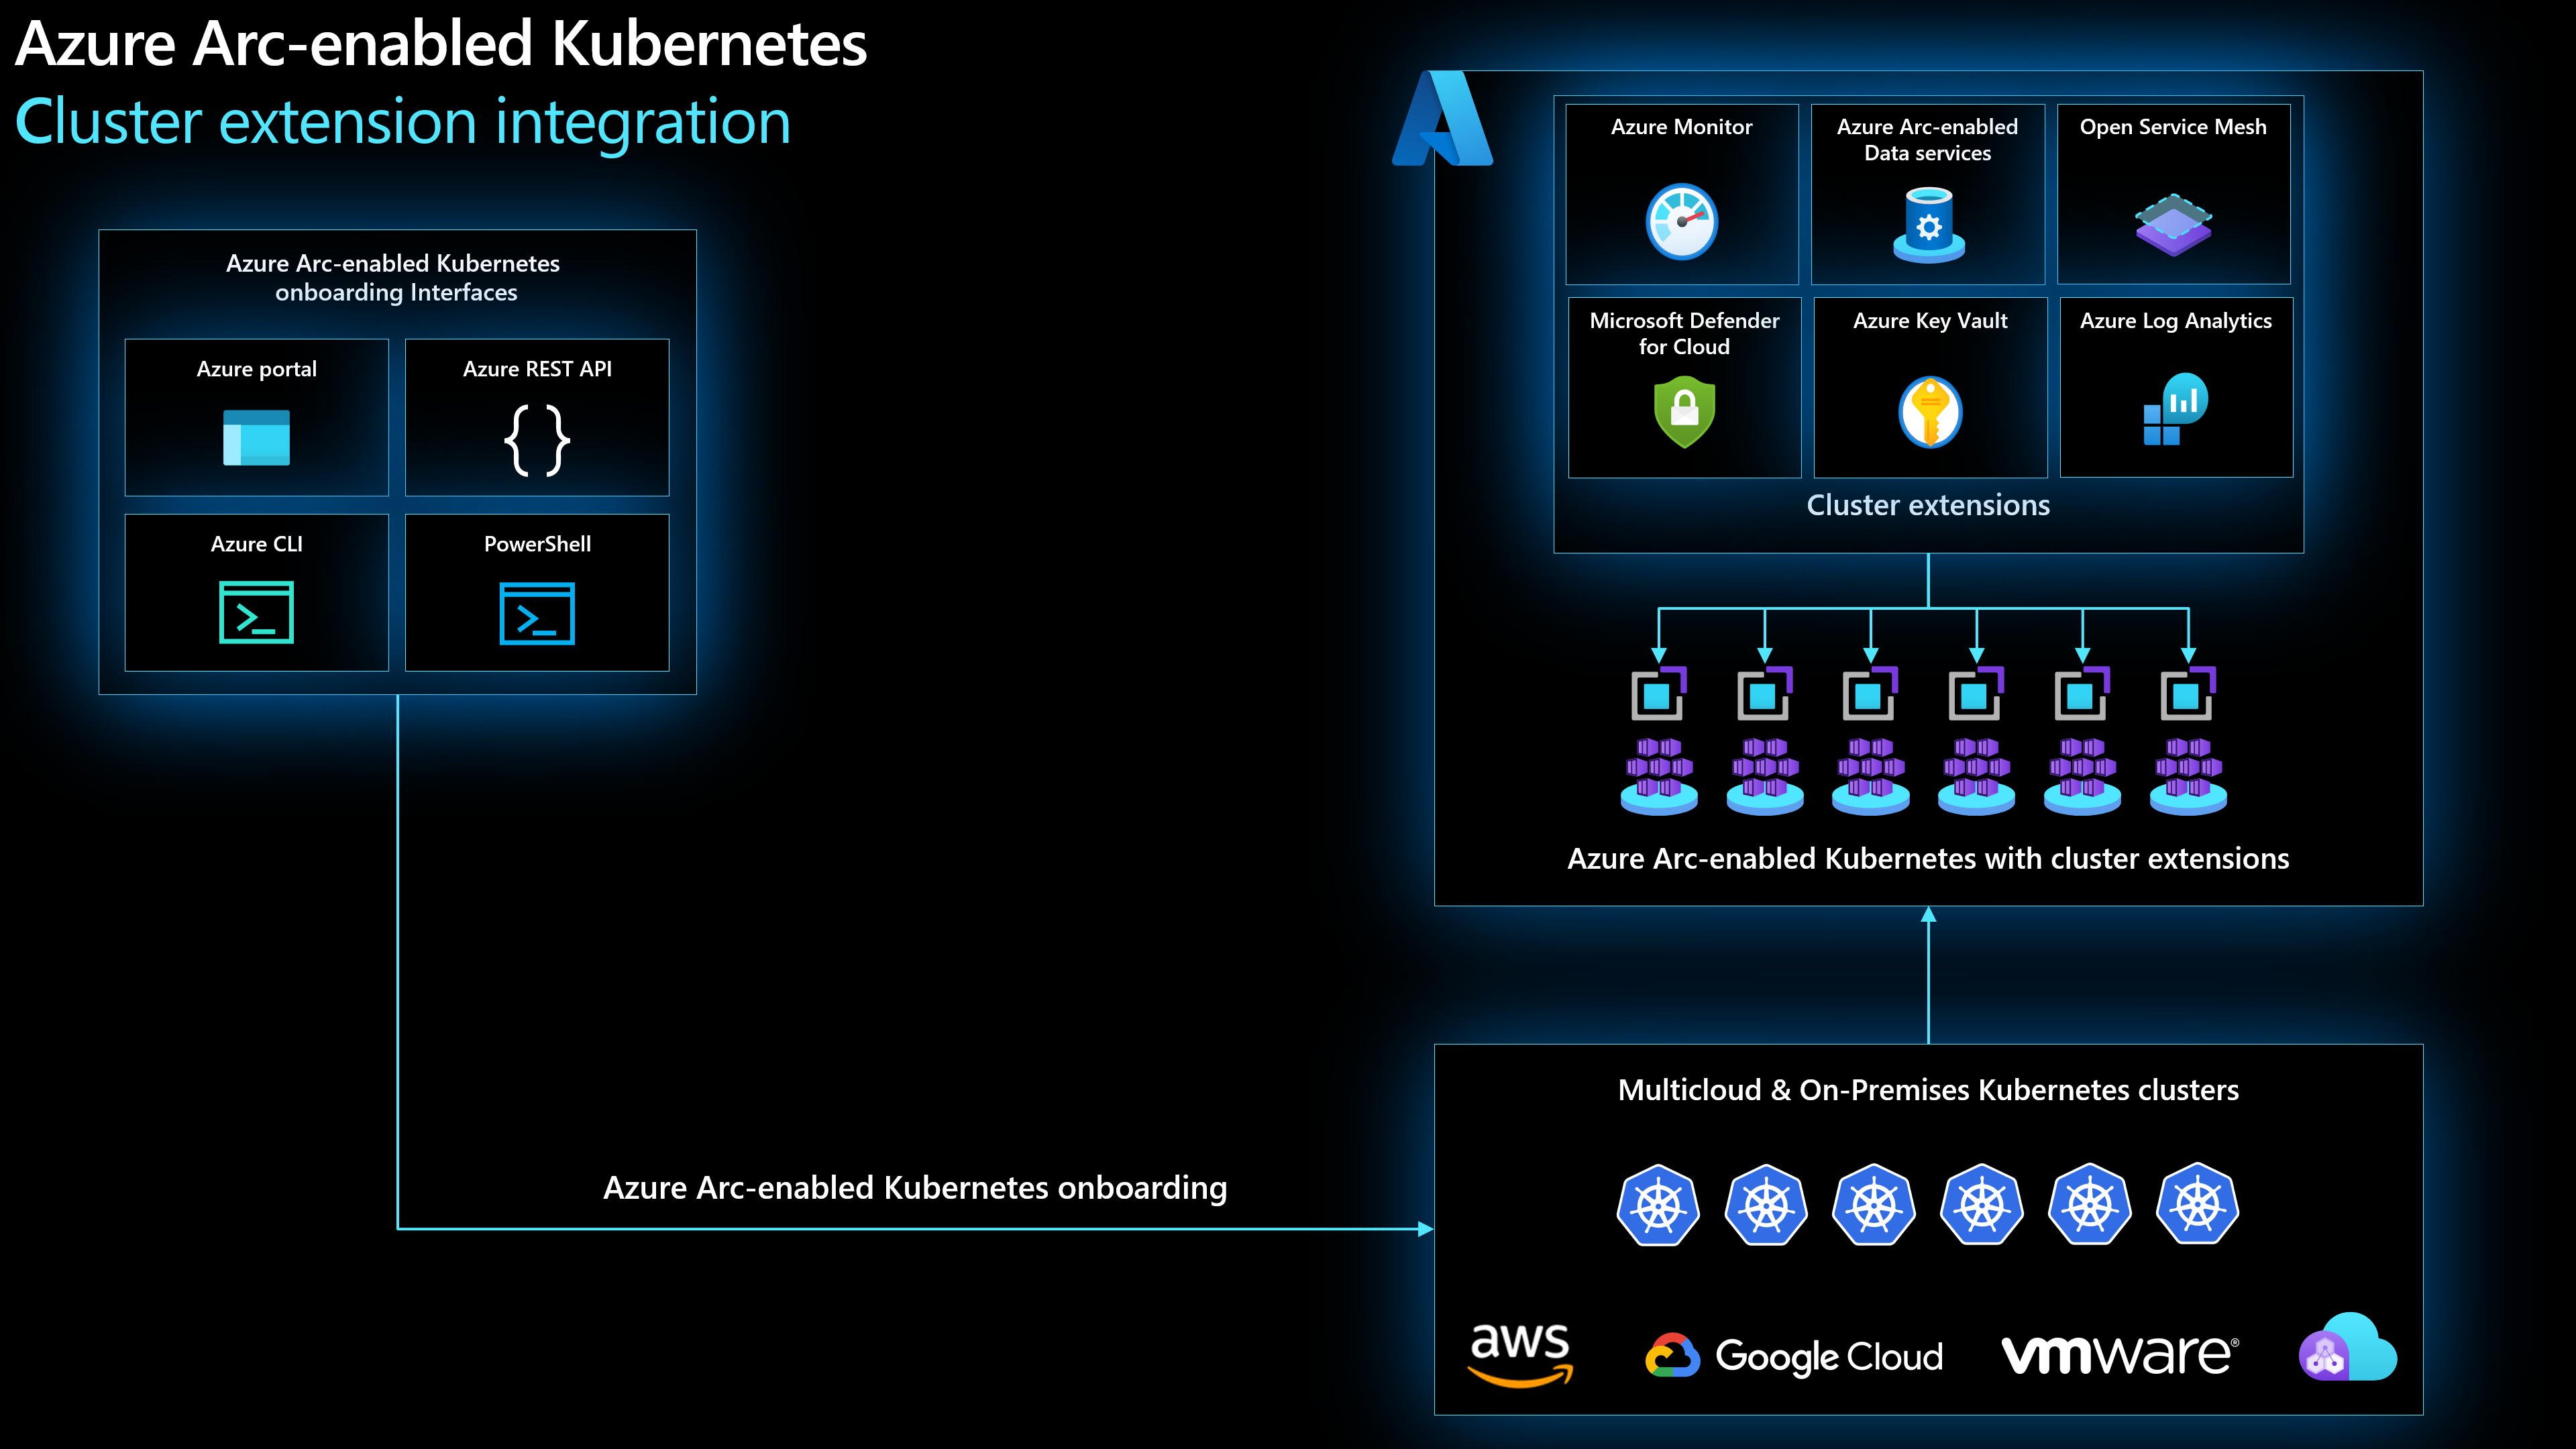 Azure Arc-enabled Kubernetes
Cluster extension integration
Azure Arc-enabled Kubernetes
onboarding Interfaces
Azure portal
Azure REST API
{ }
Azure CLI
PowerShell
>_
>_
Azure Arc-enabled Kubernetes onboarding
Azure Monitor
Azure Arc-enabled
Data services
Open Service Mesh
Microsoft Defender
for Cloud
Azure Key Vault
Azure Log Analytics
Cluster extensions
Azure Arc-enabled Kubernetes with cluster extensions
Multicloud & On-Premises Kubernetes clusters
aws
Google Cloud
vmware®